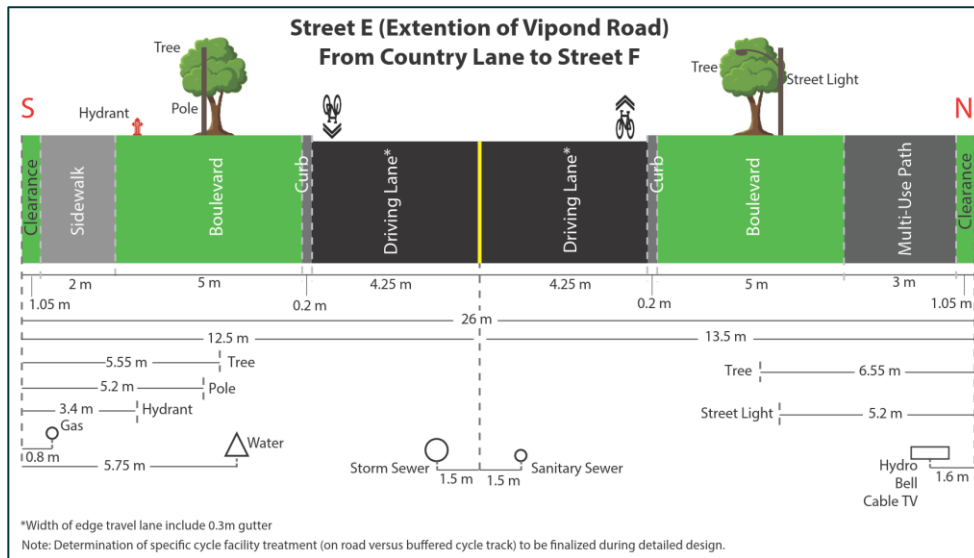 Street E (Extention of Vipond Road)
From Country Lane to Street F
Tree
Hydrant
Pole
Tree
Street Light
S
N
Clearance
Sidewalk
Boulevard
Curb
Driving Lane*
Driving Lane*
Curb
Boulevard
Multi-Use Path
Clearance
2 m
5 m
4.25 m
4.25 m
5 m
3 m
1.05 m
0.2 m
0.2 m
1.05 m
26 m
12.5 m
13.5 m
5.55 m
Tree
Tree
6.55 m
5.2 m
Pole
3.4 m
Hydrant
Street Light
5.2 m
Gas
0.8 m
Water
5.75 m
Storm Sewer
1.5 m
1.5 m
Sanitary Sewer
Hydro
Bell
Cable TV
1.6 m
*Width of edge travel lane include 0.3m gutter
Note: Determination of specific cycle facility treatment (on road versus buffered cycle track) to be finalized during detailed design.